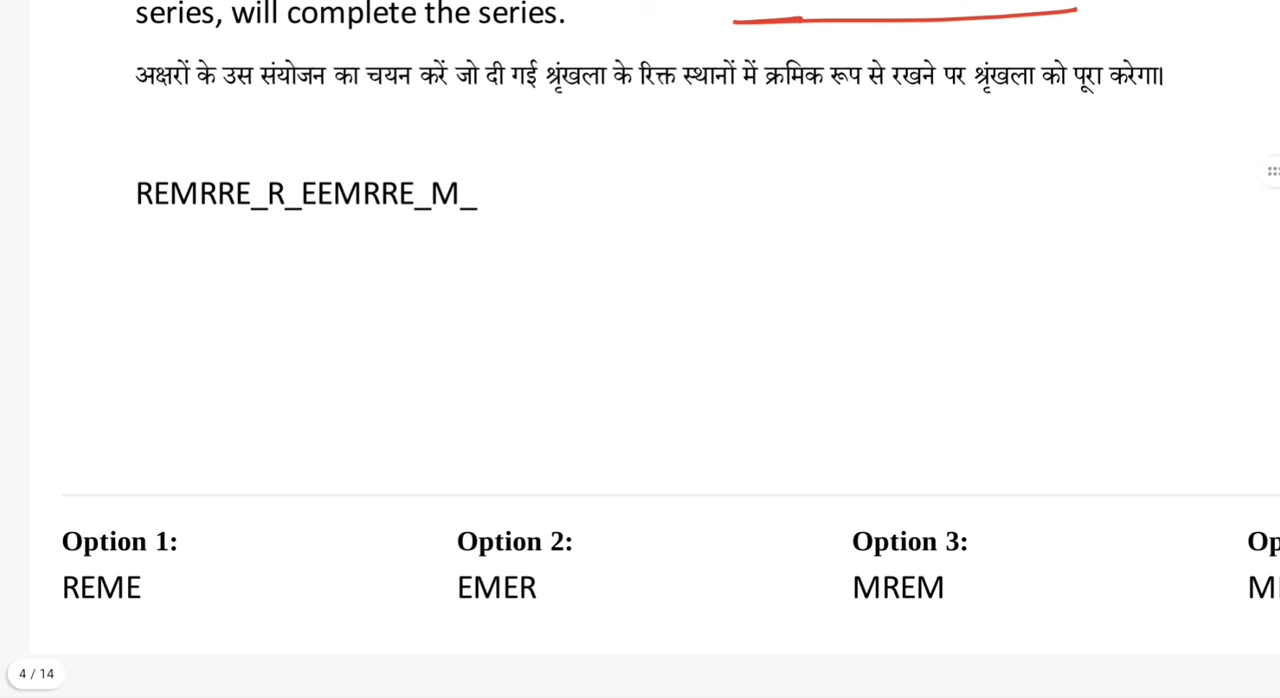 series, will complete the series.
अक्षरों के उस संयोजन का चयन करें जो दी गई श्रृंखला के रिक्त स्थानों में क्रमिक रूप से रखने पर श्रृंखला को पूरा करेगा।
REMRRE_R_EEMRRE_M_
Option 1: Option 2: Option 3:
REME EMER MREM
4 / 14